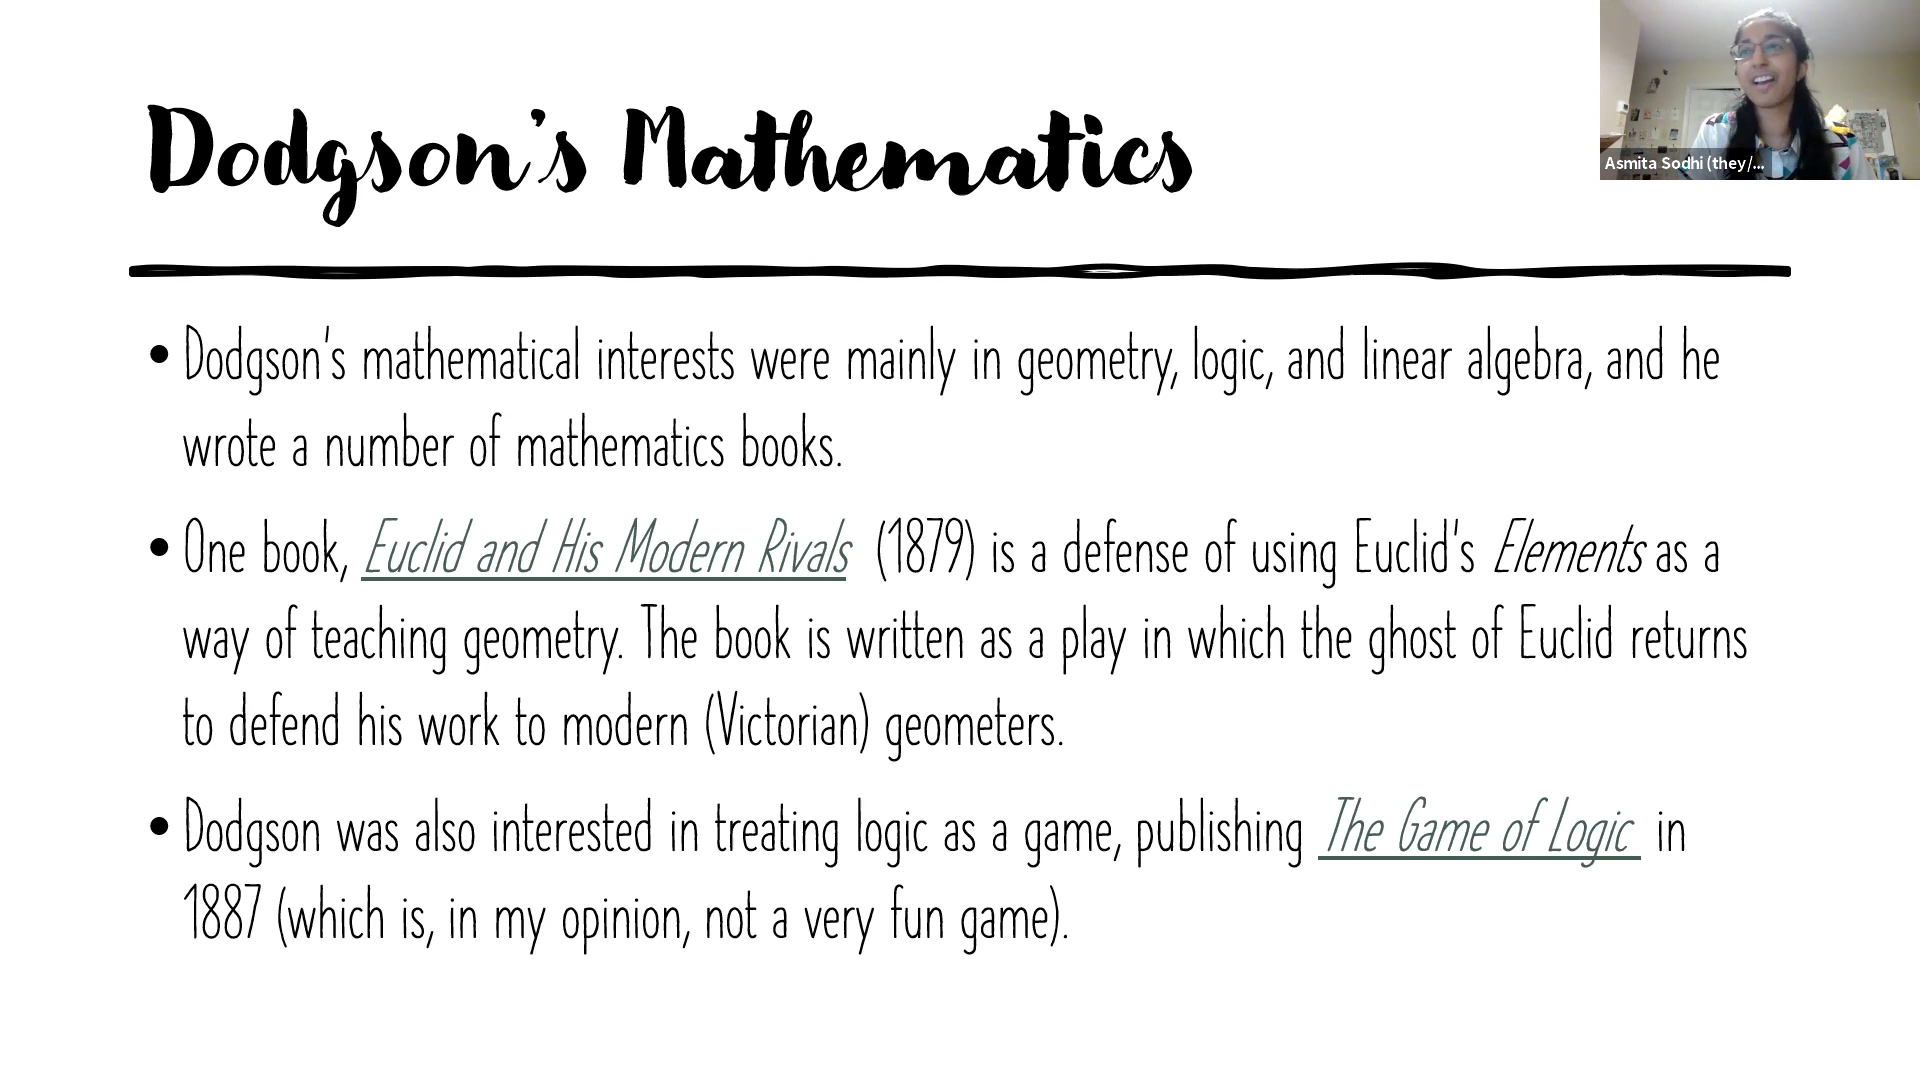 Dodgson's Mathematics
Asmita Sodhi (they/...
• Dodgson's mathematical interests were mainly in geometry, logic, and linear algebra, and he
wrote a number of mathematics books.
• One book, Euclid and His Modern Rivals (1879) is a defense of using Euclid's Elements as a
way of teaching geometry. The book is written as a play in which the ghost of Euclid returns
to defend his work to modern (Victorian) geometers.
• Dodgson was also interested in treating logic as a game, publishing The Game of Logic in
1887 (which is, in my opinion, not a very fun game).